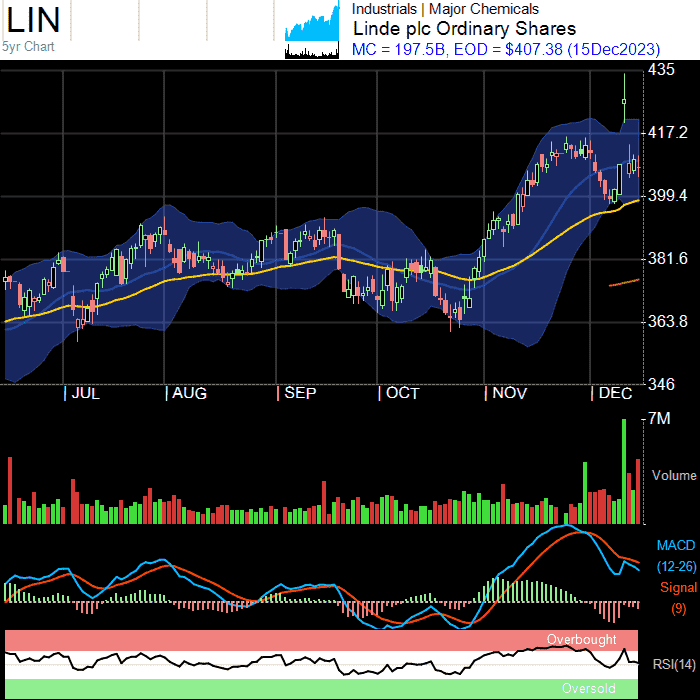 LIN
5yr Chart
Industrials | Major Chemicals
Linde plc Ordinary Shares
MC = 197.5B, EOD = $407.38 (15Dec2023)
435
417.2
399.4
381.6
363.8
346
| JUL | AUG | SEP | OCT | NOV | DEC
7M
Volume
MACD
(12-26)
Signal
(9)
Overbought
RSI(14)
Oversold